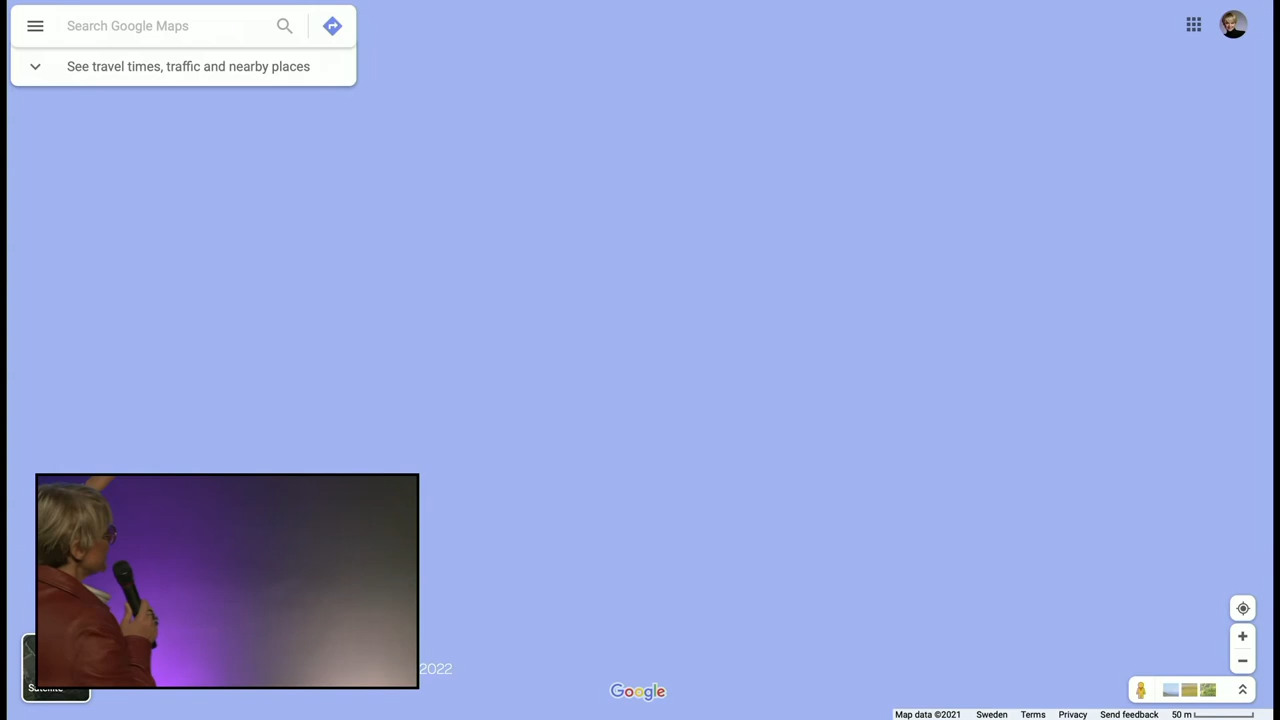 Search Google Maps
See travel times, traffic and nearby places
Satellite
2022
Google
Map data ©2021 Sweden Terms Privacy Send feedback 50 m